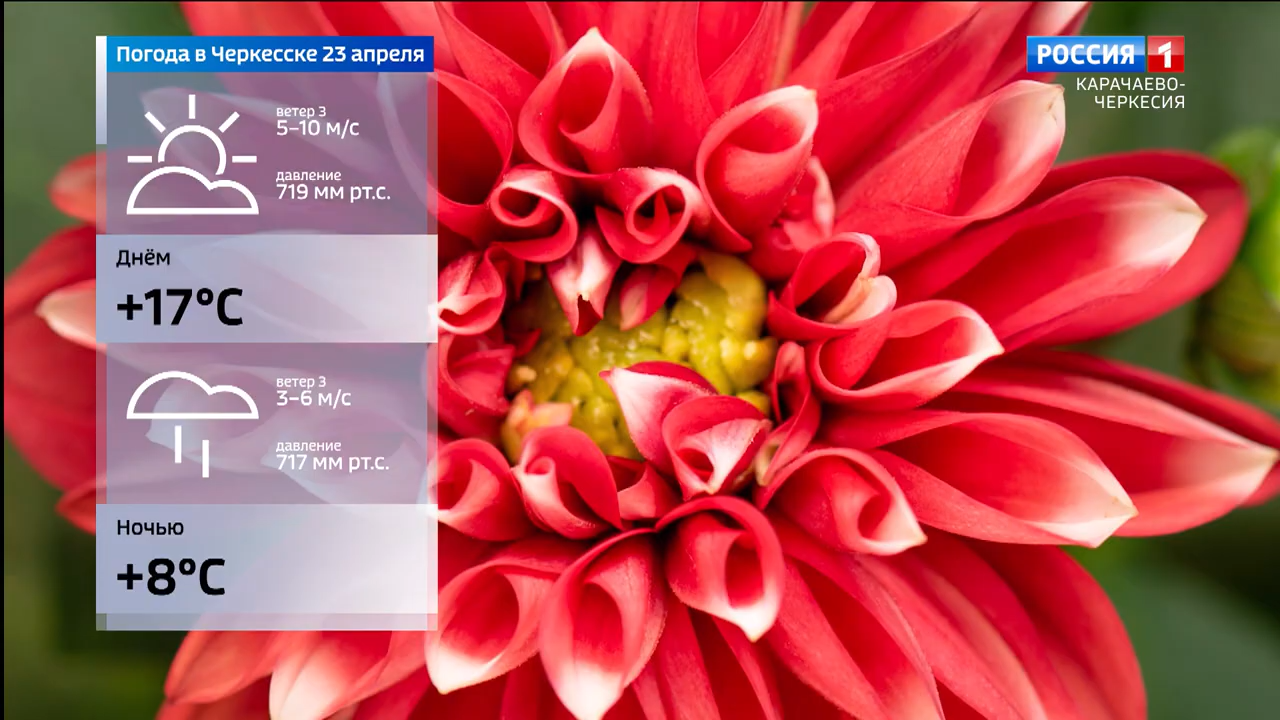 Погода в Черкесске 23 апреля
РОССИЯ 1
КАРАЧАЕВО-
ЧЕРКЕСИЯ
ветер З
5–10 м/с
давление
719 мм рт.с.
Днём
+17°C
ветер З
3–6 м/с
давление
717 мм рт.с.
Ночью
+8°C